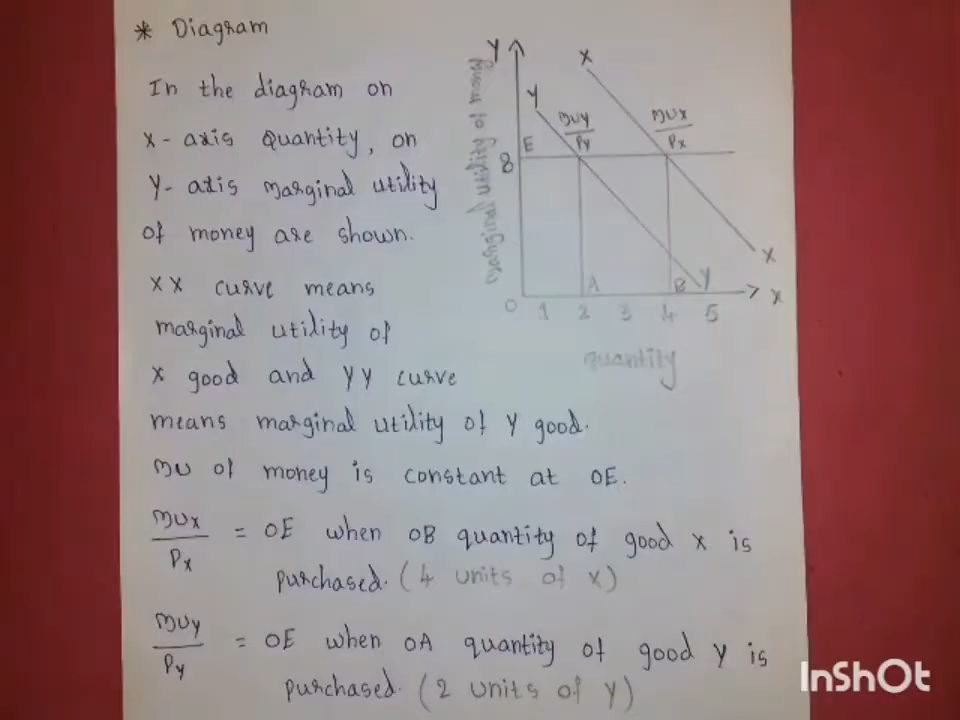 * Diagram
In the diagram on
X-axis quantity, on
Y-axis marginal utility
of money are shown.
XX curve means
marginal utility of
X good and YY curve
means marginal utility of Y good.
MU of money is constant at OE.
MUx
Px
= OE when OB quantity of good X is
purchased. (4 units of X)
MUy
Py
= OE when OA quantity of good Y is
purchased. (2 units of Y)
Y
X
Y
MUY
PY
MUX
Px
E
8
marginal utility of money
A
B
Y
X
X
0 1 2 3 4 5
quantity
InShOt